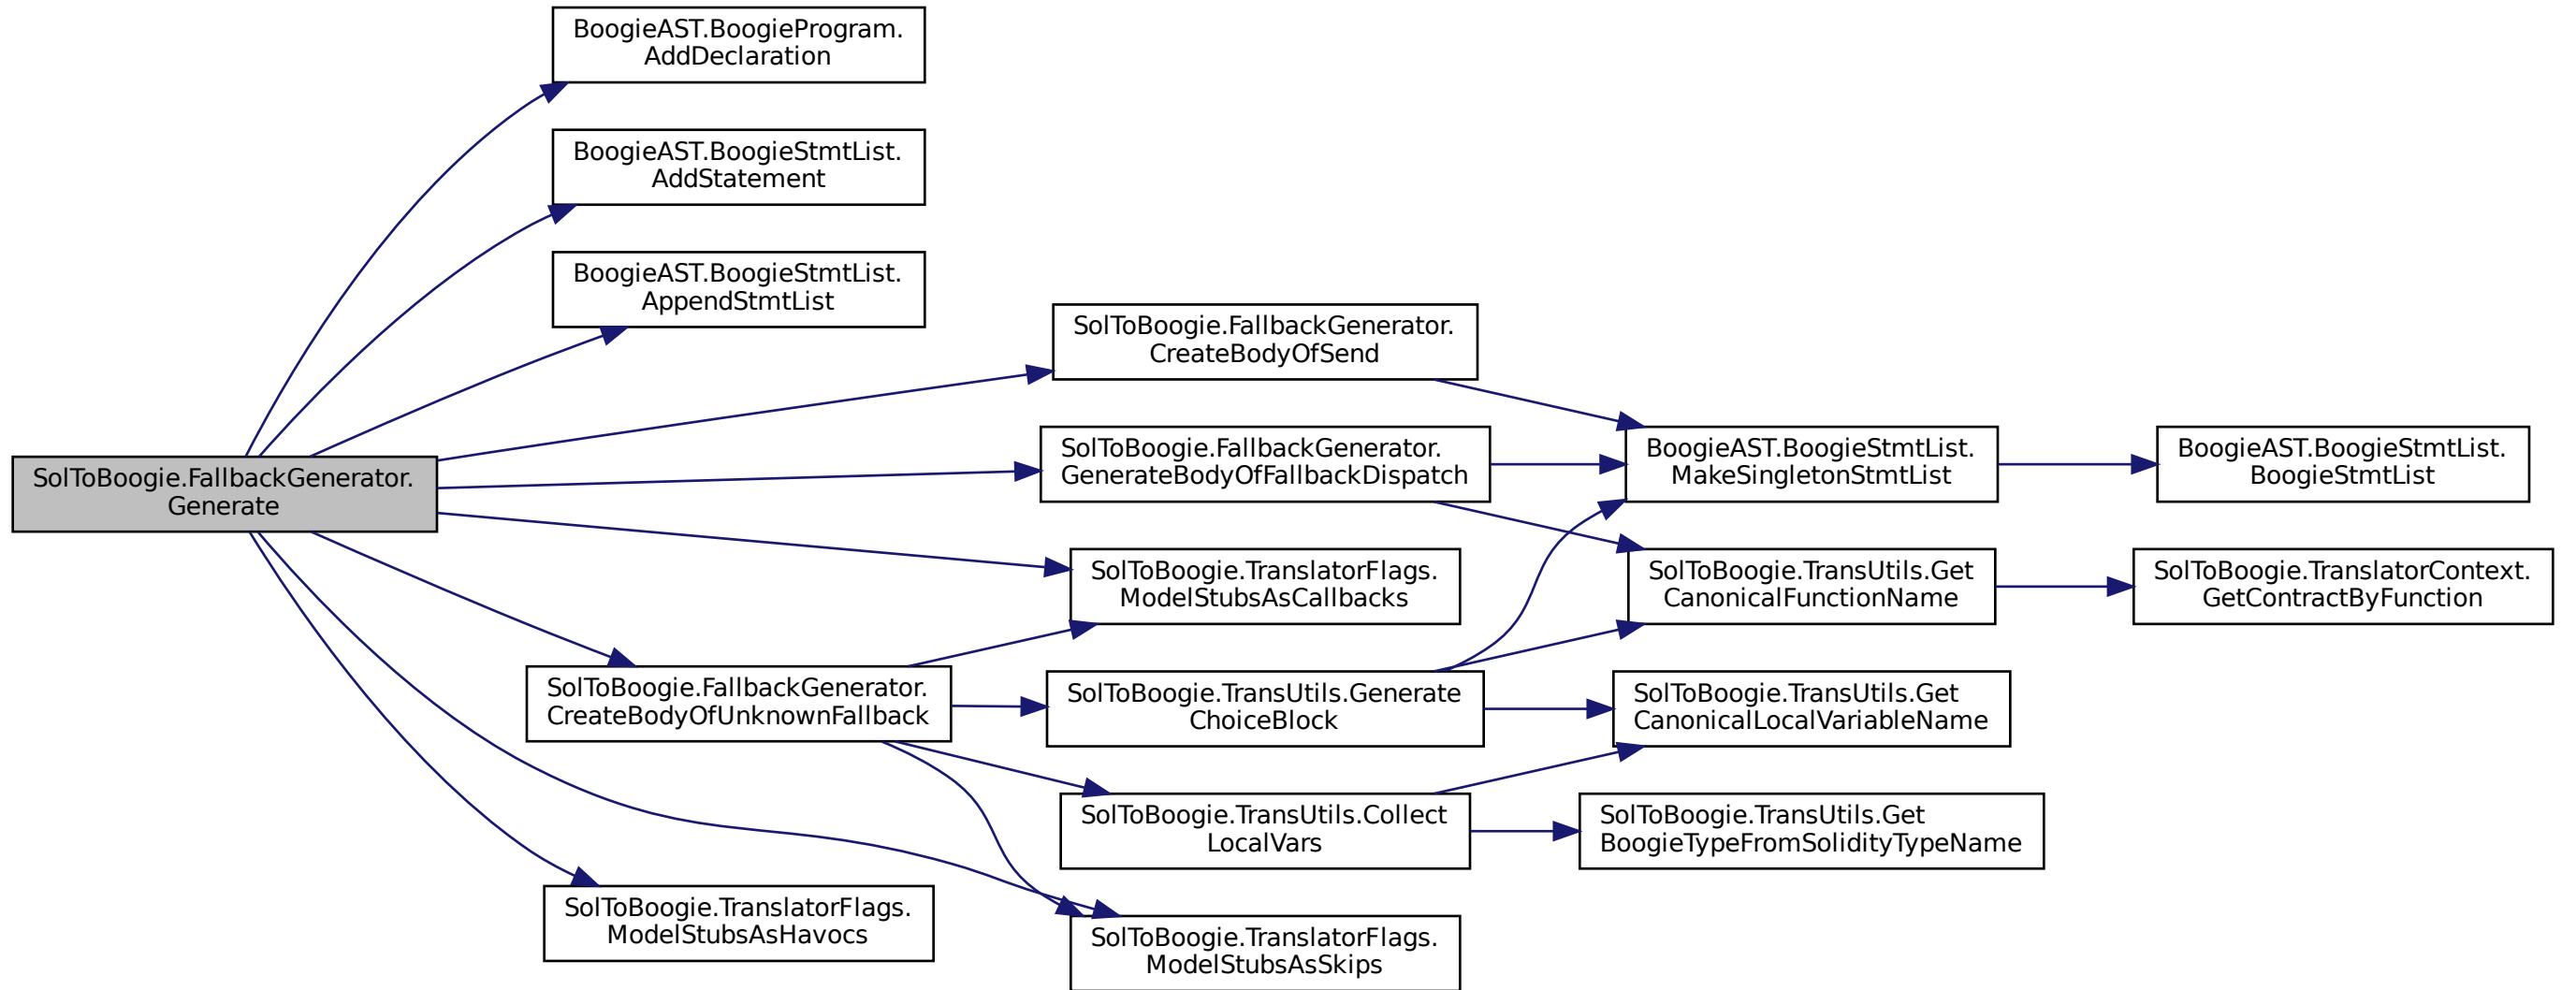 BoogieAST.BoogieProgram.
AddDeclaration
BoogieAST.BoogieStmtList.
AddStatement
BoogieAST.BoogieStmtList.
AppendStmtList
SolToBoogie.FallbackGenerator.
CreateBodyOfSend
SolToBoogie.FallbackGenerator.
Generate
SolToBoogie.FallbackGenerator.
GenerateBodyOfFallbackDispatch
BoogieAST.BoogieStmtList.
MakeSingletonStmtList
BoogieAST.BoogieStmtList.
BoogieStmtList
SolToBoogie.TranslatorFlags.
ModelStubsAsCallbacks
SolToBoogie.TransUtils.Get
CanonicalFunctionName
SolToBoogie.TranslatorContext.
GetContractByFunction
SolToBoogie.FallbackGenerator.
CreateBodyOfUnknownFallback
SolToBoogie.TransUtils.Generate
ChoiceBlock
SolToBoogie.TransUtils.Get
CanonicalLocalVariableName
SolToBoogie.TransUtils.Collect
LocalVars
SolToBoogie.TransUtils.Get
BoogieTypeFromSolidityTypeName
SolToBoogie.TranslatorFlags.
ModelStubsAsHavocs
SolToBoogie.TranslatorFlags.
ModelStubsAsSkips